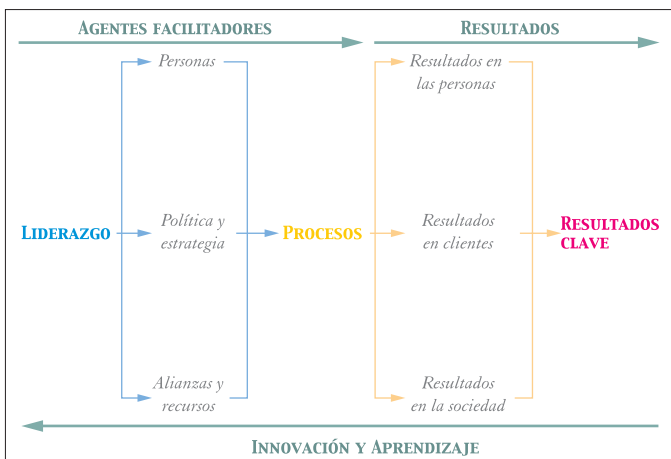 AGENTES FACILITADORES
RESULTADOS
Personas
Resultados en
las personas
LIDERAZGO
Política y
estrategia
PROCESOS
Resultados
en clientes
RESULTADOS
CLAVE
Alianzas y
recursos
Resultados
en la sociedad
INNOVACIÓN Y APRENDIZAJE